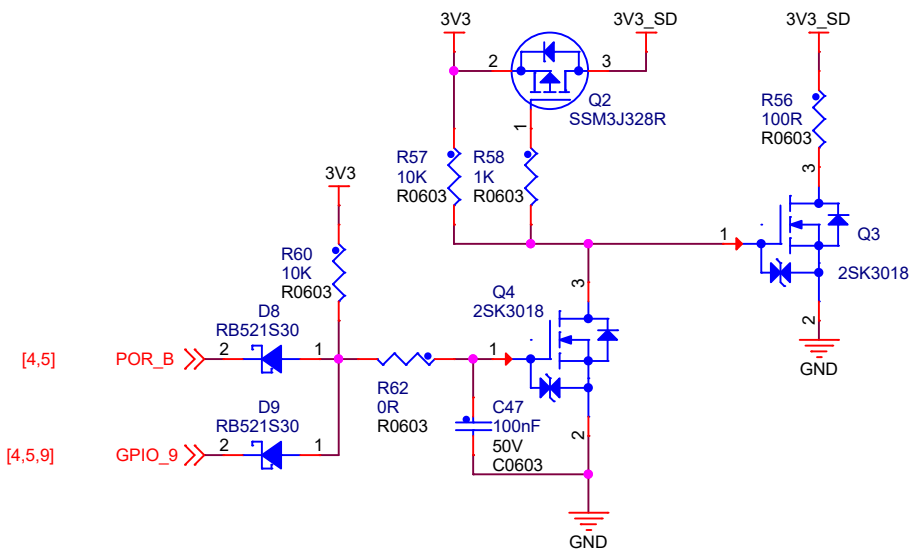 3V3
3V3_SD
3V3_SD
2
3
Q2
SSM3J328R
1
R56
100R
R0603
R57
10K
R0603
R58
1K
R0603
3
3V3
1
Q3
2SK3018
R60
10K
R0603
Q4
2SK3018
3
2
GND
D8
RB521S30
[4,5]
POR_B
2
1
1
R62
0R
R0603
C47
100nF
50V
C0603
2
D9
RB521S30
[4,5,9]
GPIO_9
2
1
GND